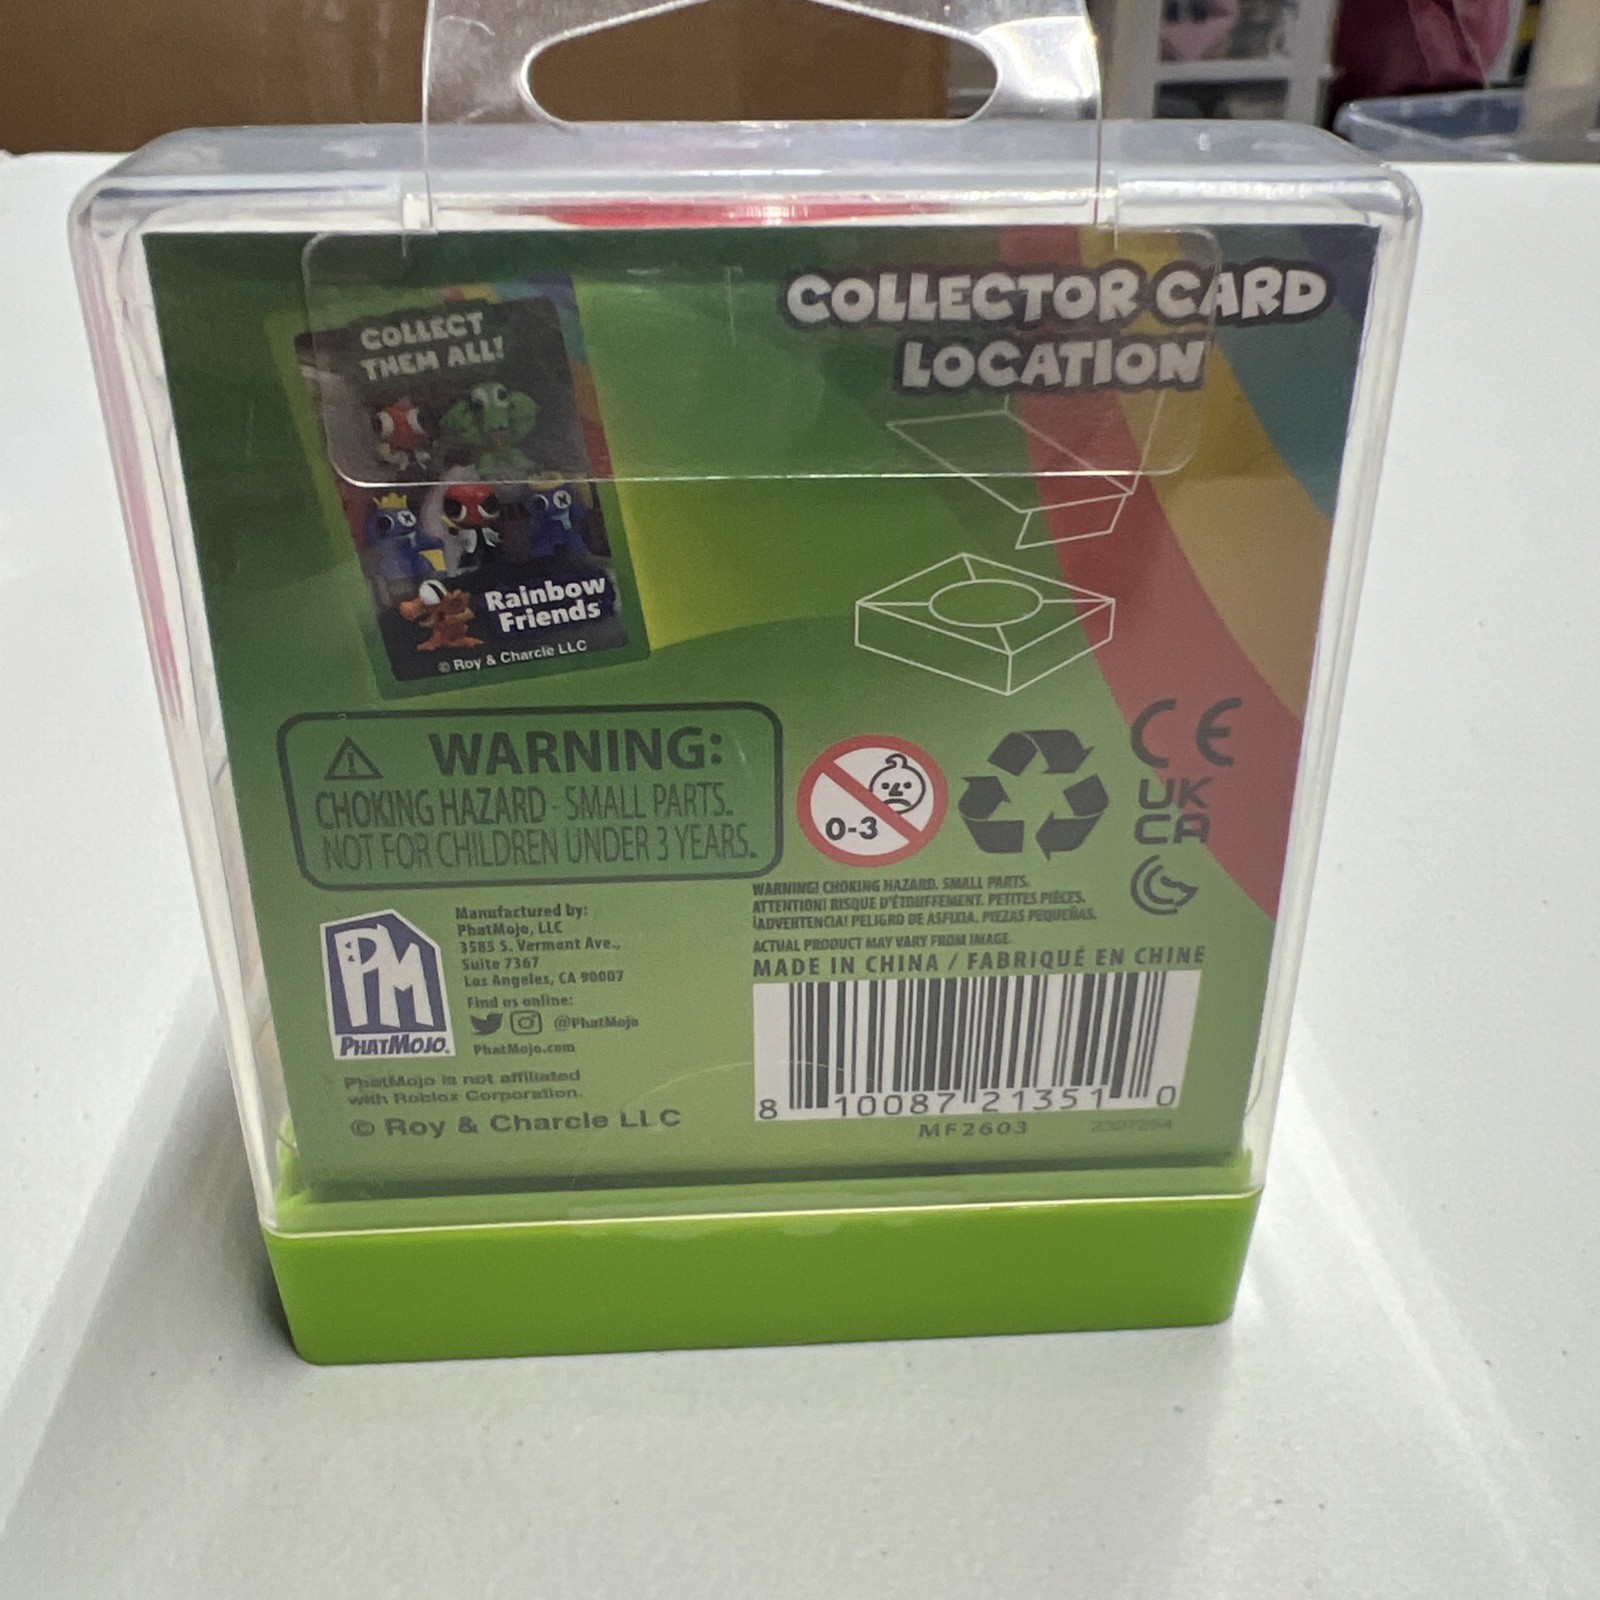 COLLECT
THEM ALL!
Rainbow
Friends
© Roy & Charcle LLC
COLLECTOR CARD
LOCATION
WARNING:
CHOKING HAZARD - SMALL PARTS.
NOT FOR CHILDREN UNDER 3 YEARS.
0-3
CE
UK
CA
WARNING! CHOKING HAZARD. SMALL PARTS.
ATTENTION! RISQUE D'ÉTOUFFEMENT. PETITES PIÈCES.
¡ADVERTENCIA! PELIGRO DE ASFIXIA. PIEZAS PEQUEÑAS.
ACTUAL PRODUCT MAY VARY FROM IMAGE.
MADE IN CHINA / FABRIQUÉ EN CHINE
PM
PHATMOJO.
Manufactured by:
PhatMojo, LLC
3585 S. Vermont Ave.,
Suite 7367
Los Angeles, CA 90007
Find us online:
@PhatMojo
PhatMojo.com
PhatMojo is not affiliated
with Roblox Corporation.
© Roy & Charcle LLC
8 10087 21351 0
MF2603